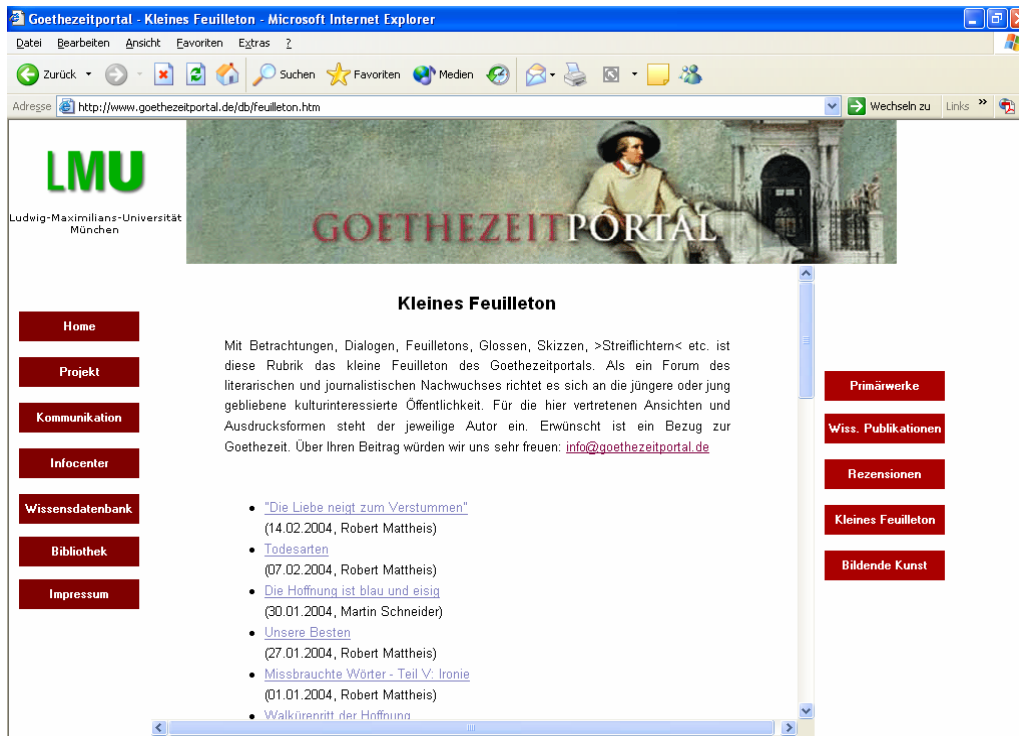 Goethezeitportal - Kleines Feuilleton - Microsoft Internet Explorer
Datei Bearbeiten Ansicht Favoriten Extras ?
Zurück Suchen Favoriten Medien
Adresse http://www.goethezeitportal.de/db/feuilleton.htm Wechseln zu Links »
LMU
Ludwig-Maximilians-Universität
München
GOETHEZEITPORTAL
Home
Projekt
Kommunikation
Infocenter
Wissensdatenbank
Bibliothek
Impressum
Kleines Feuilleton
Mit Betrachtungen, Dialogen, Feuilletons, Glossen, Skizzen, >Streiflichtern< etc. ist
diese Rubrik das kleine Feuilleton des Goethezeitportals. Als ein Forum des
literarischen und journalistischen Nachwuchses richtet es sich an die jüngere oder jung
gebliebene kulturinteressierte Öffentlichkeit. Für die hier vertretenen Ansichten und
Ausdrucksformen steht der jeweilige Autor ein. Erwünscht ist ein Bezug zur
Goethezeit. Über Ihren Beitrag würden wir uns sehr freuen: info@goethezeitportal.de
• "Die Liebe neigt zum Verstummen"
(14.02.2004, Robert Mattheis)
• Todesarten
(07.02.2004, Robert Mattheis)
• Die Hoffnung ist blau und eisig
(30.01.2004, Martin Schneider)
• Unsere Besten
(27.01.2004, Robert Mattheis)
• Missbrauchte Wörter - Teil V: Ironie
(01.01.2004, Robert Mattheis)
• Walkürenritt der Hoffnung
Primärwerke
Wiss. Publikationen
Rezensionen
Kleines Feuilleton
Bildende Kunst